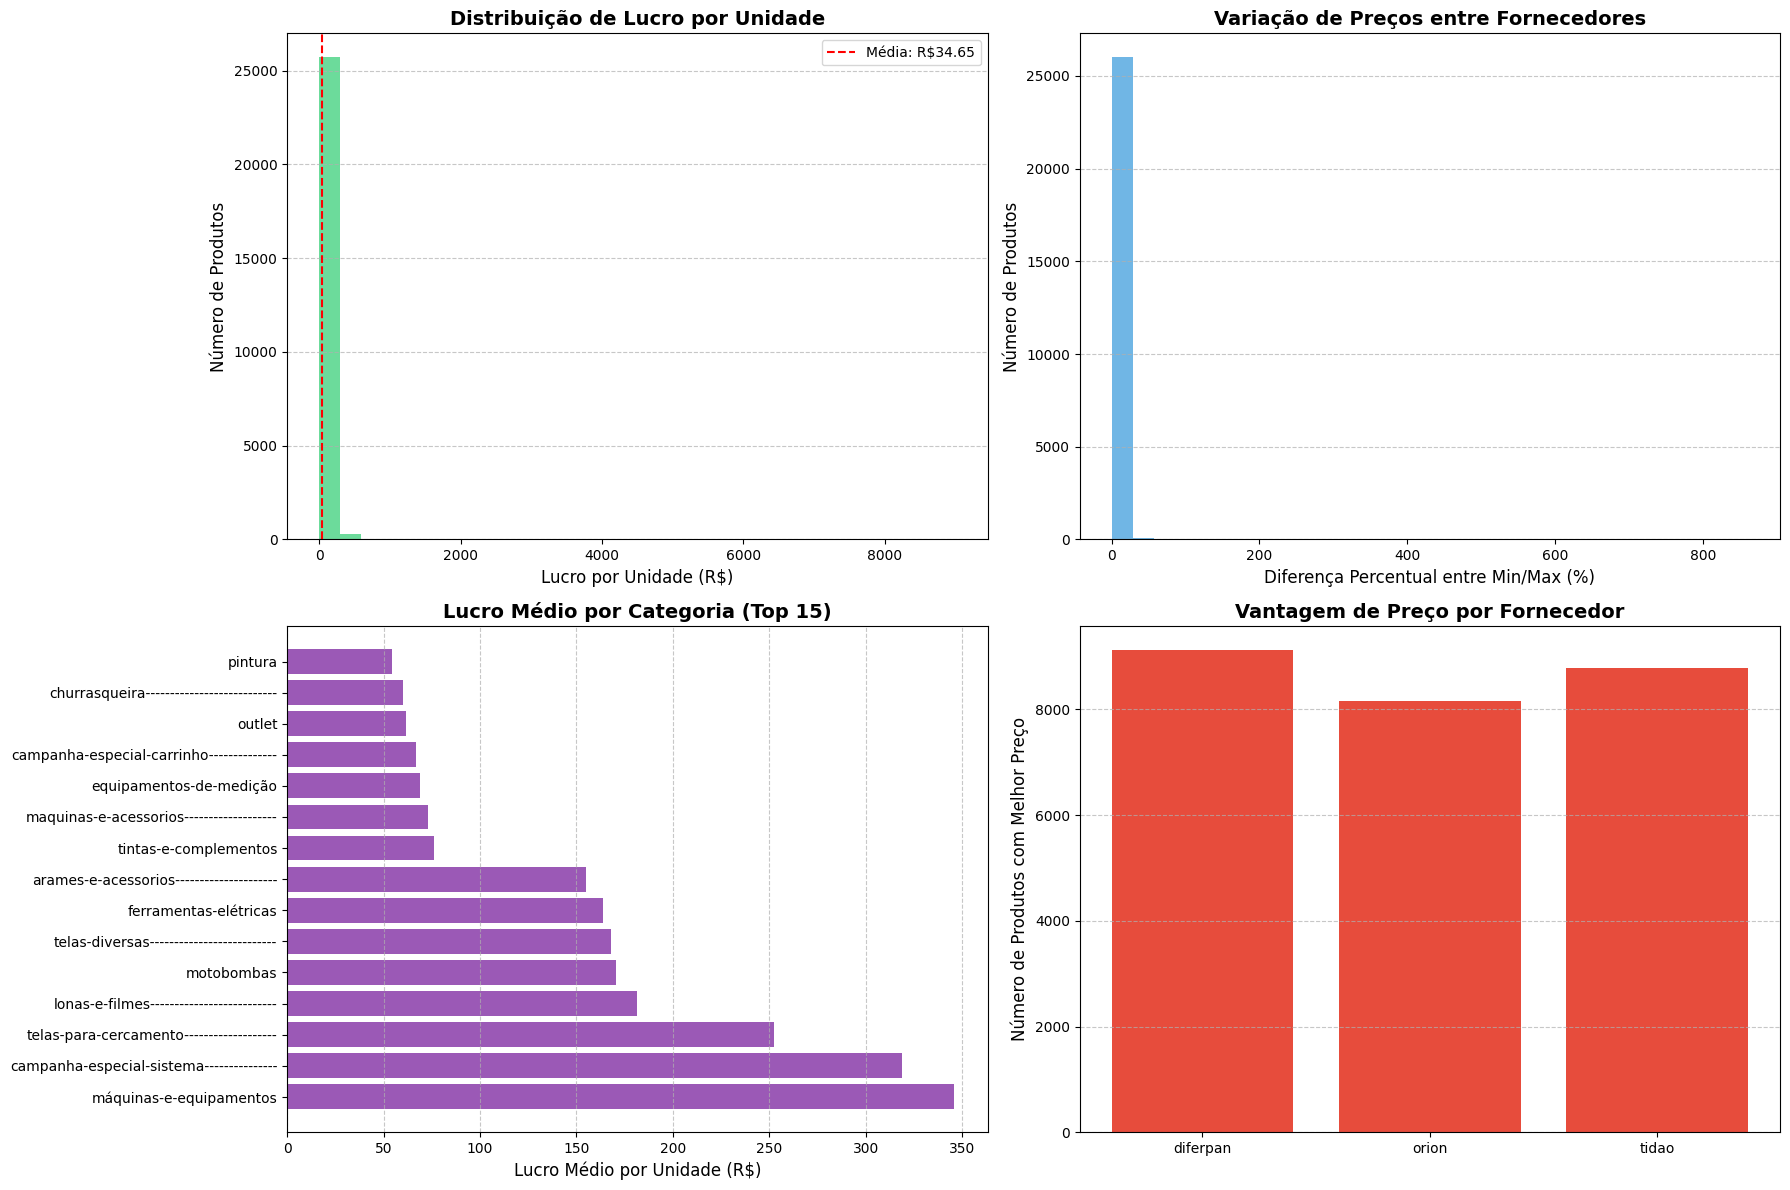 Distribuição de Lucro por Unidade
Média: R$34.65
25000
20000
15000
10000
5000
0
Número de Produtos
0 2000 4000 6000 8000
Lucro por Unidade (R$)
Variação de Preços entre Fornecedores
25000
20000
15000
10000
5000
0
Número de Produtos
0 200 400 600 800
Diferença Percentual entre Min/Max (%)
Lucro Médio por Categoria (Top 15)
pintura
churrasqueira---------------------------
outlet
campanha-especial-carrinho--------------
equipamentos-de-medição
maquinas-e-acessorios-------------------
tintas-e-complementos
arames-e-acessorios---------------------
ferramentas-elétricas
telas-diversas--------------------------
motobombas
lonas-e-filmes--------------------------
telas-para-cercamento-------------------
campanha-especial-sistema---------------
máquinas-e-equipamentos
0 50 100 150 200 250 300 350
Lucro Médio por Unidade (R$)
Vantagem de Preço por Fornecedor
8000
6000
4000
2000
0
Número de Produtos com Melhor Preço
diferpan orion tidao